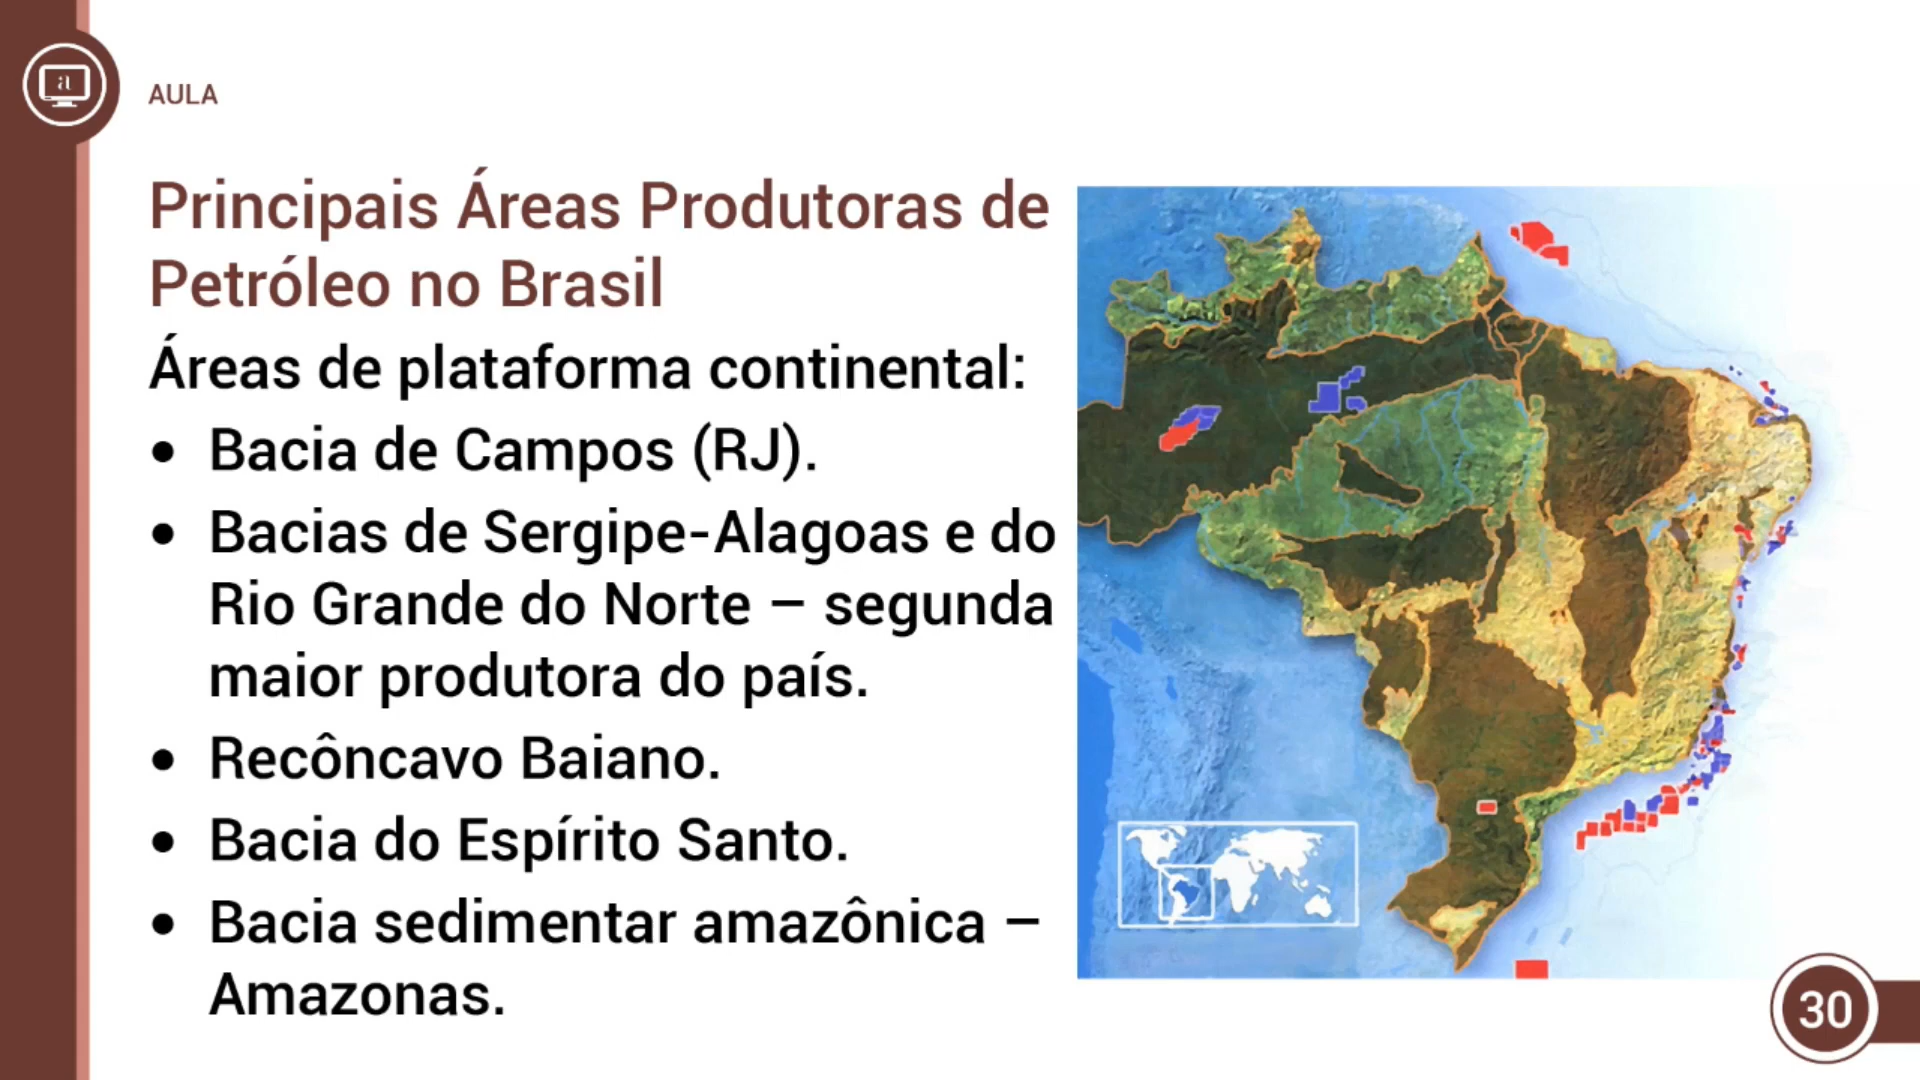 a
AULA
Principais Áreas Produtoras de
Petróleo no Brasil
Áreas de plataforma continental:
• Bacia de Campos (RJ).
• Bacias de Sergipe-Alagoas e do
Rio Grande do Norte – segunda
maior produtora do país.
• Recôncavo Baiano.
• Bacia do Espírito Santo.
• Bacia sedimentar amazônica –
Amazonas.
30